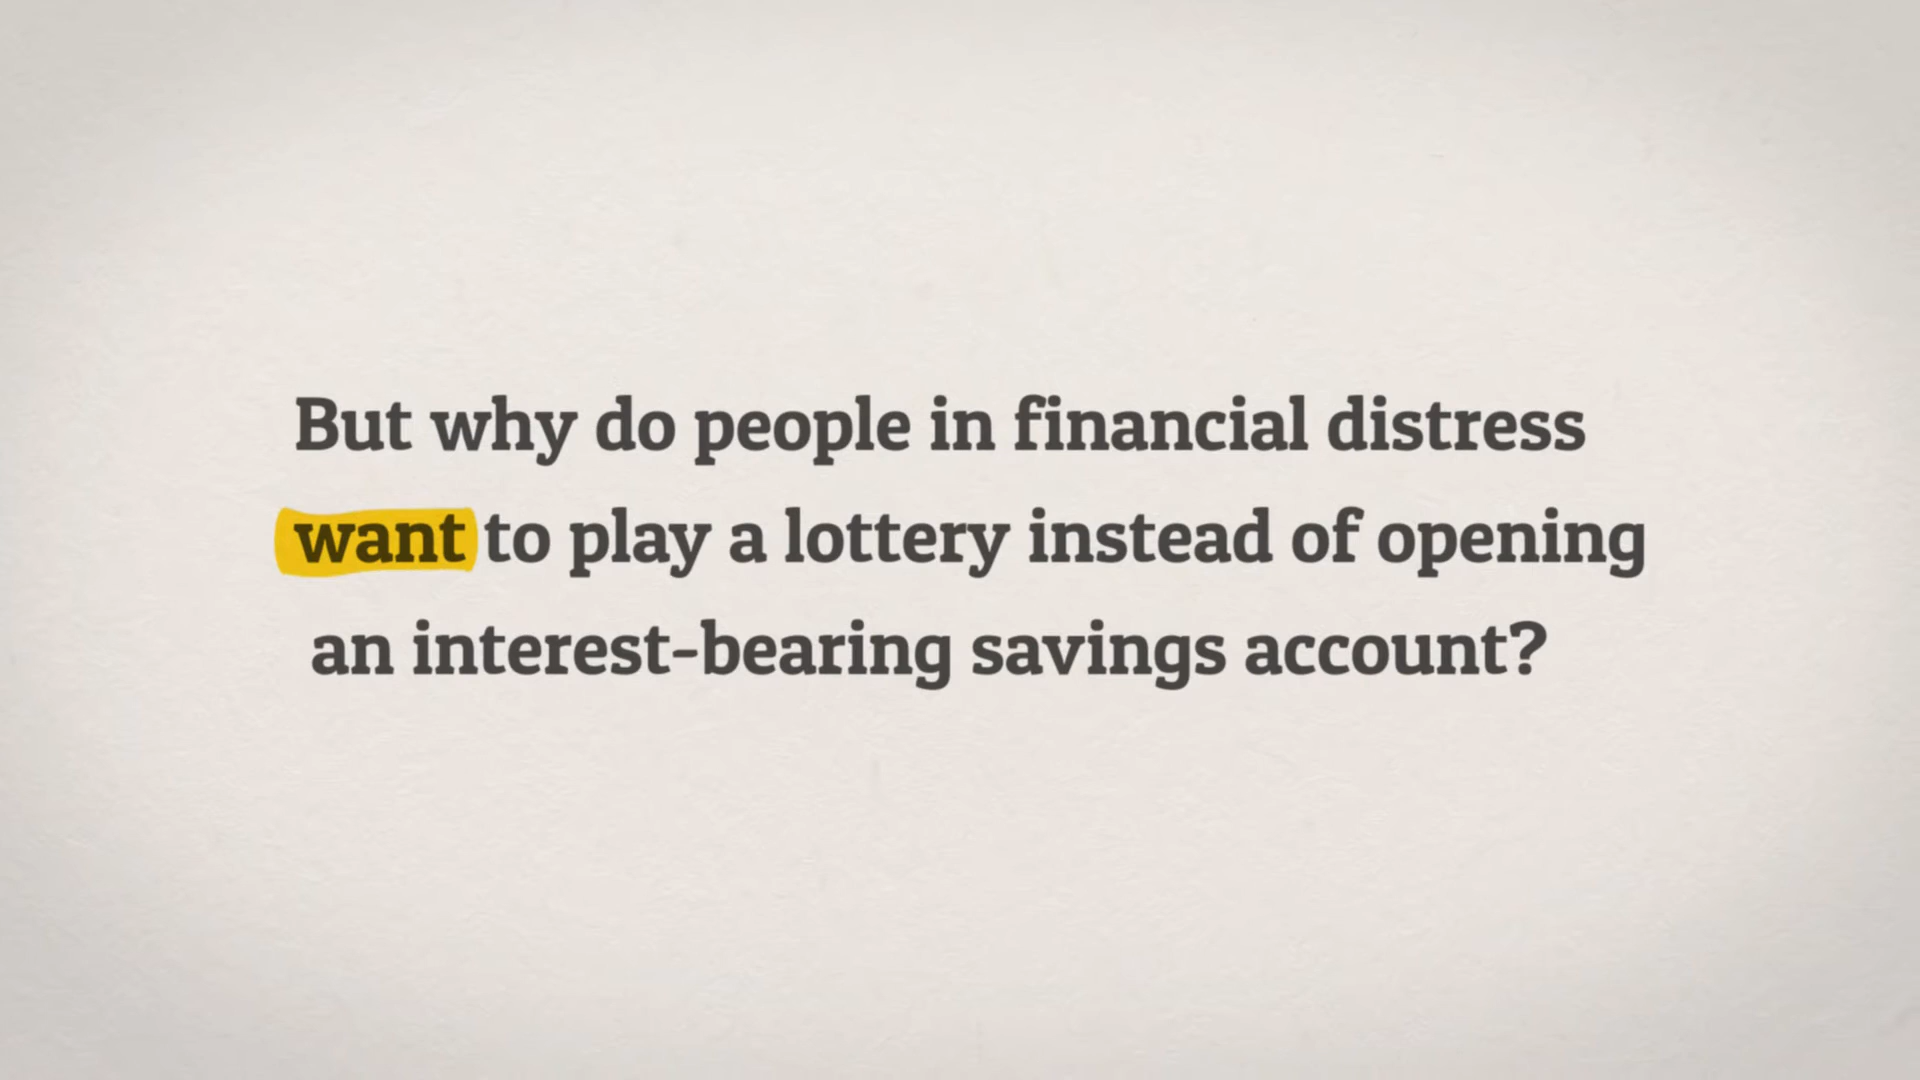 But why do people in financial distress
want to play a lottery instead of opening
an interest-bearing savings account?